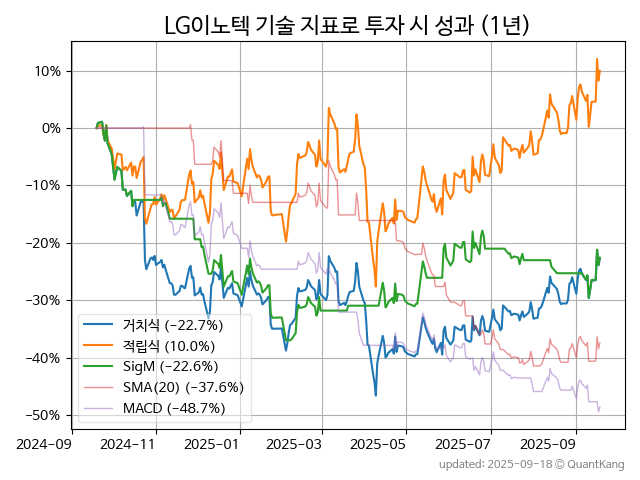 LG이노텍 기술 지표로 투자 시 성과 (1년)
10%
0%
−10%
−20%
−30%
−40%
−50%
거치식 (−22.7%)
적립식 (10.0%)
SigM (−22.6%)
SMA(20) (−37.6%)
MACD (−48.7%)
2024-09 2024-11 2025-01 2025-03 2025-05 2025-07 2025-09
updated: 2025-09-18 © QuantKang